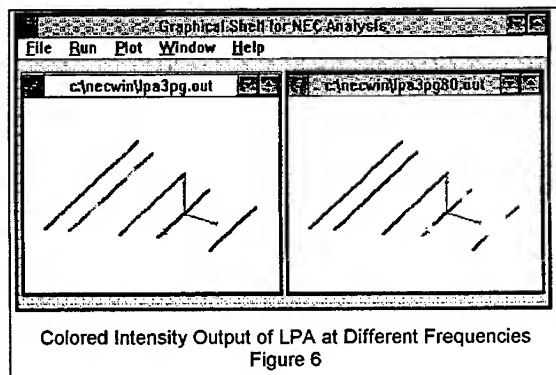 Graphical Shell for NEC Analysis
File Run Plot Window Help
c:\necwin\lpa3pg.out
c:\necwin\lpa3pg80.out
Colored Intensity Output of LPA at Different Frequencies
Figure 6